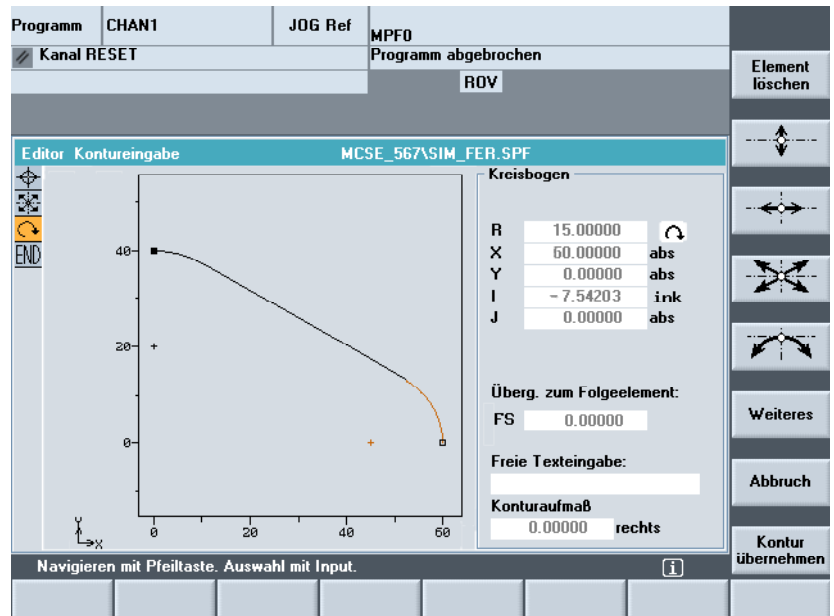 Programm CHAN1 JOG Ref MPF0
Kanal RESET Programm abgebrochen
ROV
Editor Kontureingabe MCSE_567\SIM_FER.SPF
END
40
20
0
0 20 40 60
Y
X
Kreisbogen
R 15.00000
X 60.00000 abs
Y 0.00000 abs
I -7.54203 ink
J 0.00000 abs
Überg. zum Folgeelement:
FS 0.00000
Freie Texteingabe:
Konturaufmaß
0.00000 rechts
Navigieren mit Pfeiltaste. Auswahl mit Input.
i
Element
löschen
Weiteres
Abbruch
Kontur
übernehmen